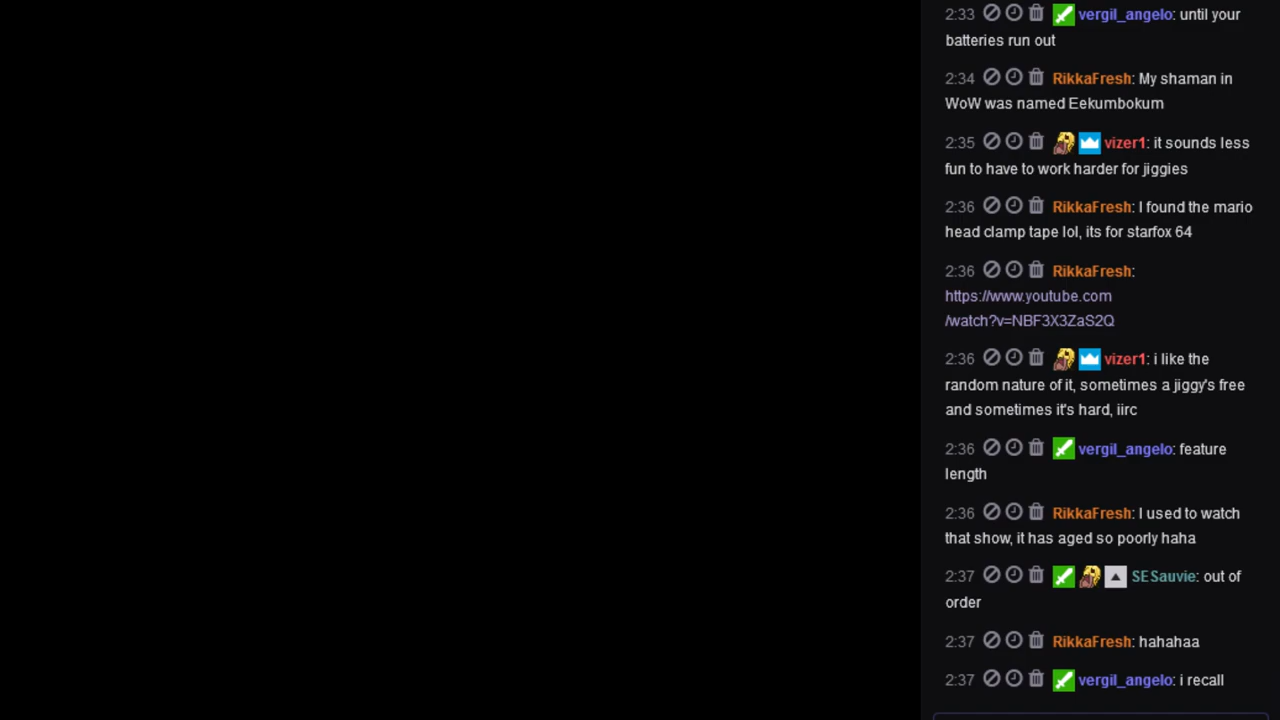 2:33 vergil_angelo: until your
batteries run out
2:34 RikkaFresh: My shaman in
WoW was named Eekumbokum
2:35 vizer1: it sounds less
fun to have to work harder for jiggies
2:36 RikkaFresh: I found the mario
head clamp tape lol, its for starfox 64
2:36 RikkaFresh:
https://www.youtube.com
/watch?v=NBF3X3ZaS2Q
2:36 vizer1: i like the
random nature of it, sometimes a jiggy's free
and sometimes it's hard, iirc
2:36 vergil_angelo: feature
length
2:36 RikkaFresh: I used to watch
that show, it has aged so poorly haha
2:37 SESauvie: out of
order
2:37 RikkaFresh: hahahaa
2:37 vergil_angelo: i recall